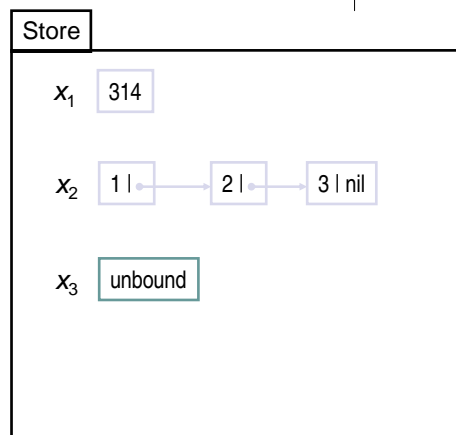 Store
x₁ 314
x₂ 1 | 2 | 3 | nil
x₃ unbound